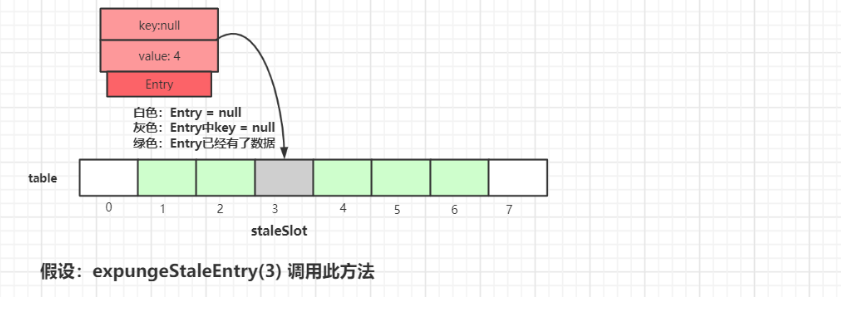 key:null
value: 4
Entry
白色：Entry = null
灰色：Entry中key = null
绿色：Entry已经有了数据
table
0 1 2 3 4 5 6 7
staleSlot
假设：expungeStaleEntry(3) 调用此方法